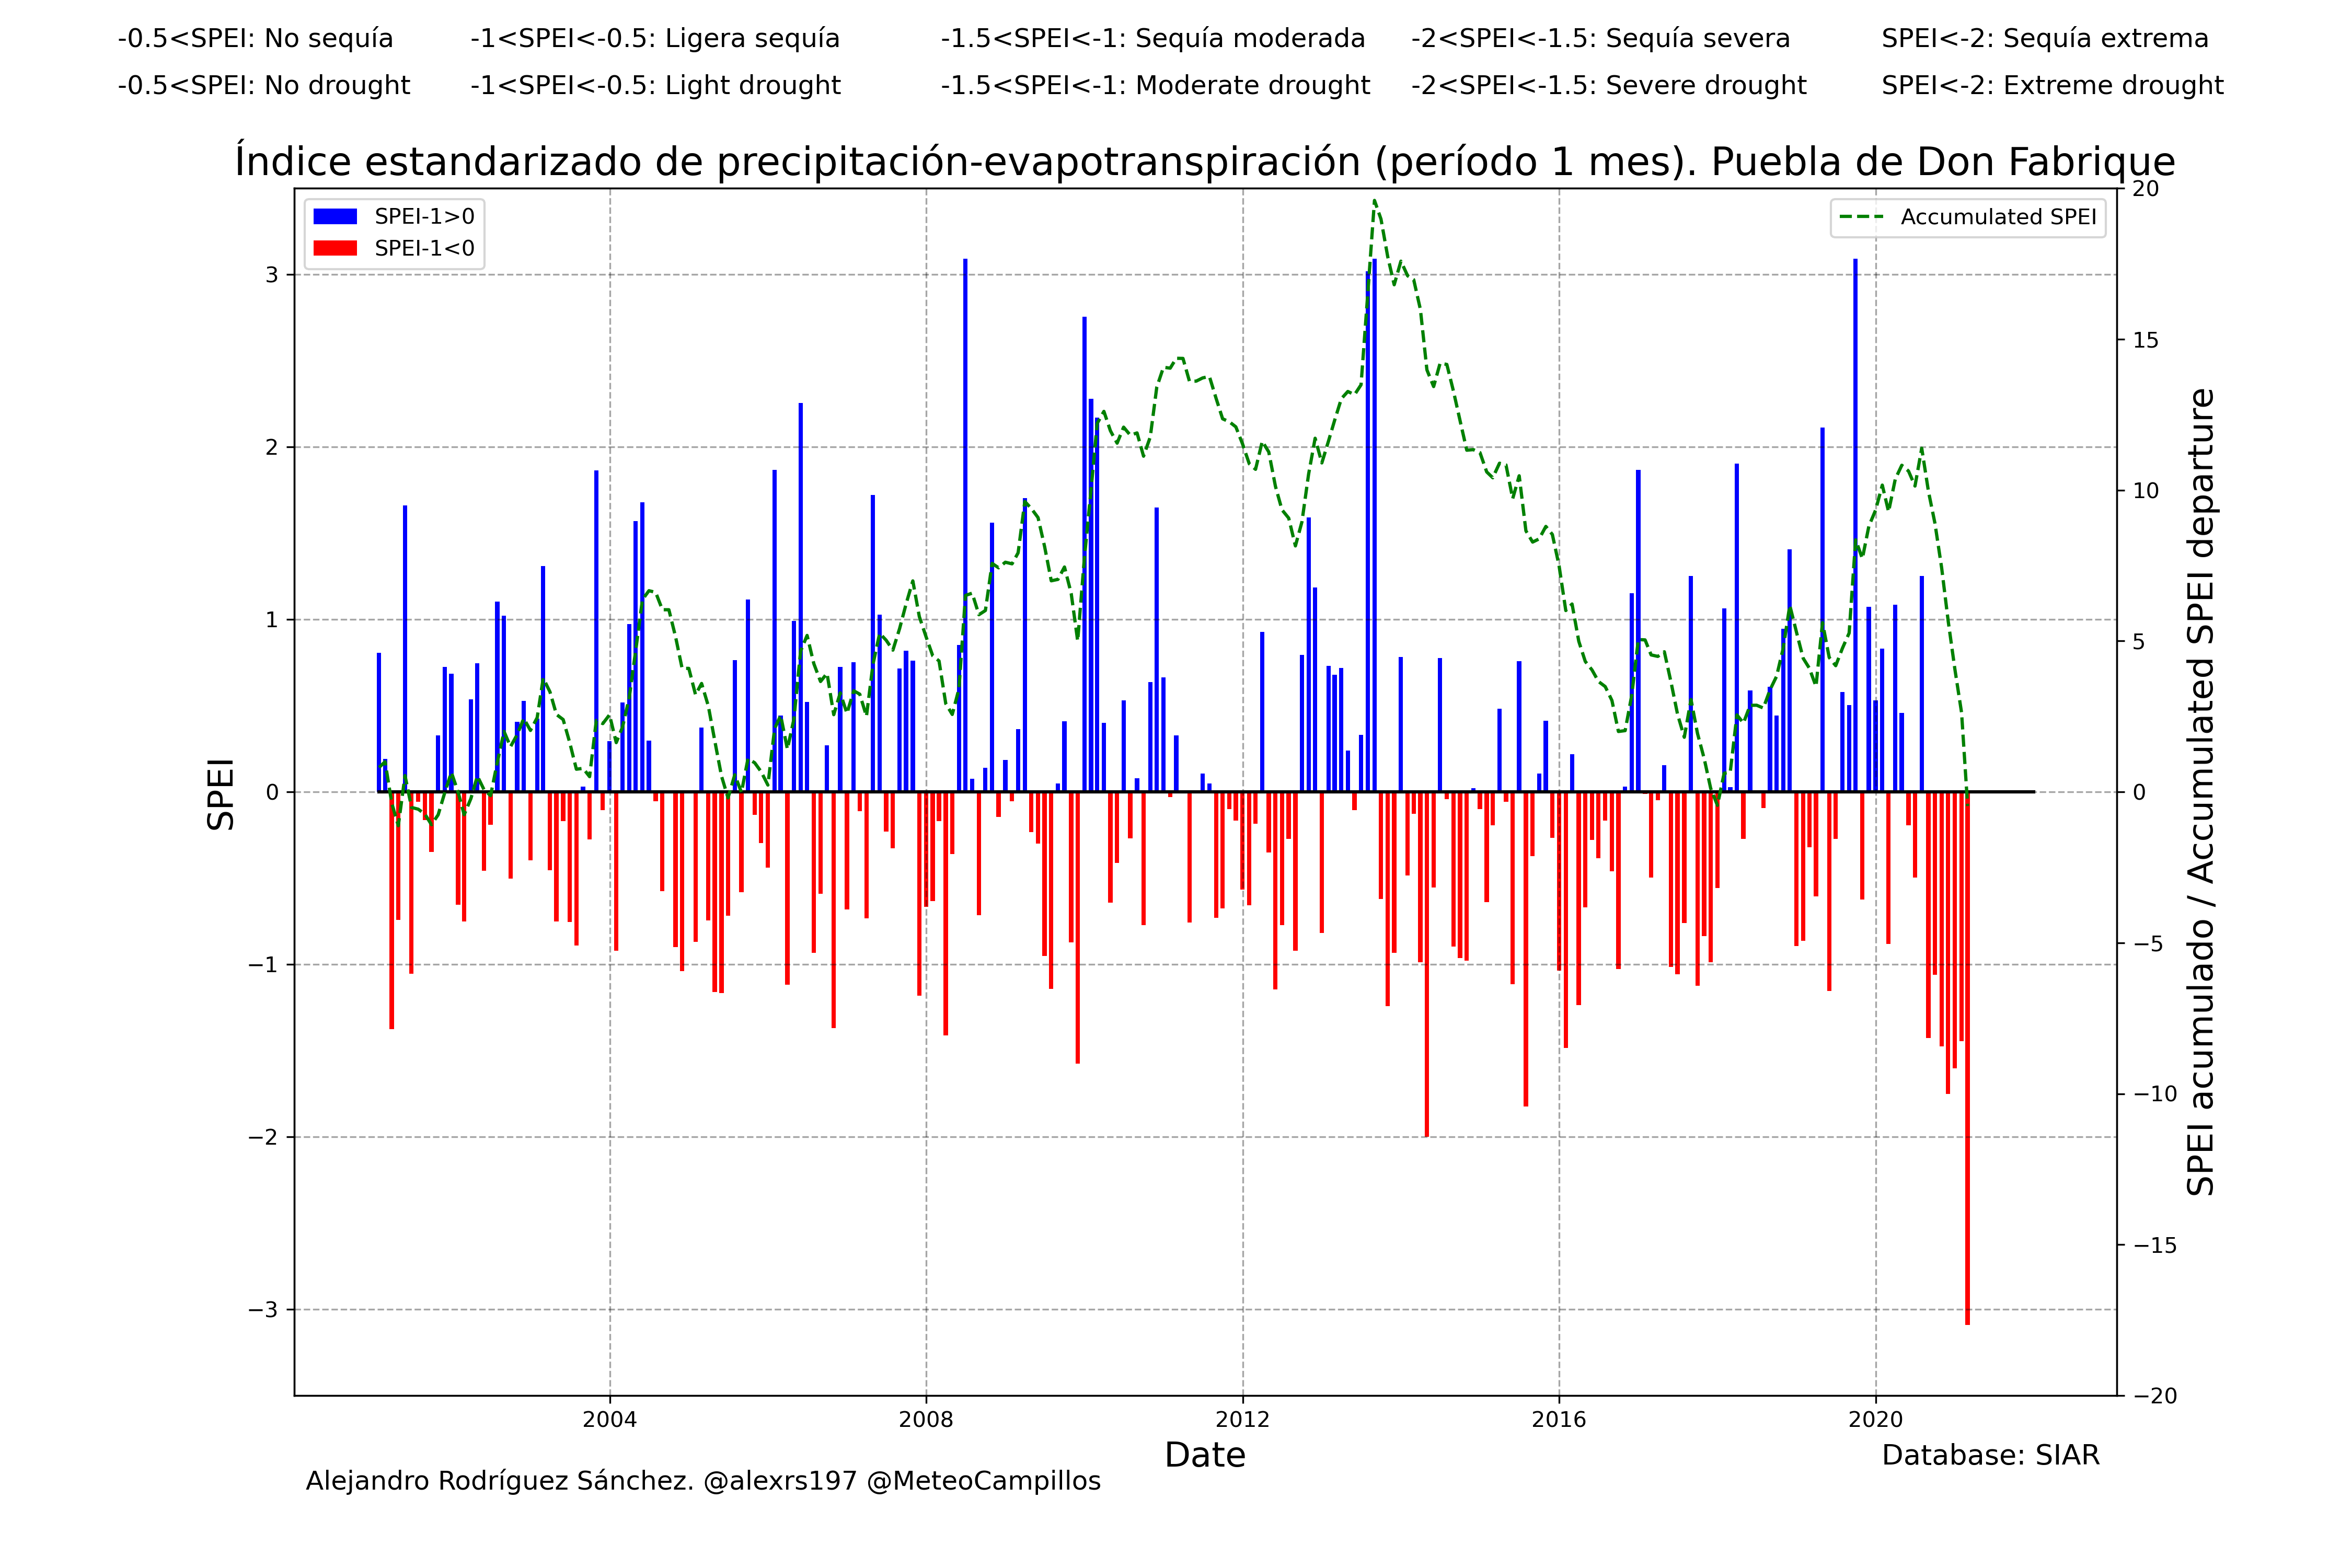 -0.5<SPEI: No sequía -1<SPEI<-0.5: Ligera sequía -1.5<SPEI<-1: Sequía moderada -2<SPEI<-1.5: Sequía severa SPEI<-2: Sequía extrema
-0.5<SPEI: No drought -1<SPEI<-0.5: Light drought -1.5<SPEI<-1: Moderate drought -2<SPEI<-1.5: Severe drought SPEI<-2: Extreme drought
Índice estandarizado de precipitación-evapotranspiración (período 1 mes). Puebla de Don Fabrique
SPEI-1>0
SPEI-1<0
Accumulated SPEI
SPEI
3
2
1
0
−1
−2
−3
20
15
10
5
0
−5
−10
−15
−20
SPEI acumulado / Accumulated SPEI departure
2004 2008 2012 2016 2020
Date
Database: SIAR
Alejandro Rodríguez Sánchez. @alexrs197 @MeteoCampillos